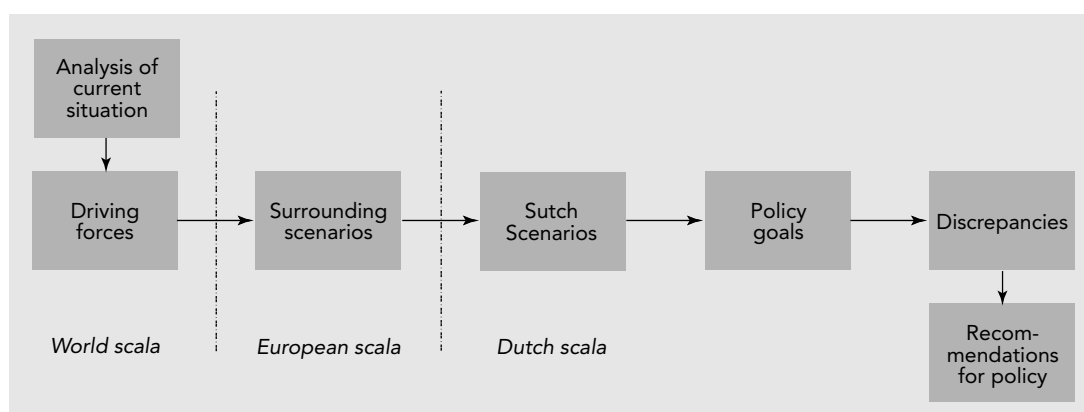 Analysis of
current
situation
Driving
forces
Surrounding
scenarios
Sutch
Scenarios
Policy
goals
Discrepancies
Recom-
mendations
for policy
World scala
European scala
Dutch scala